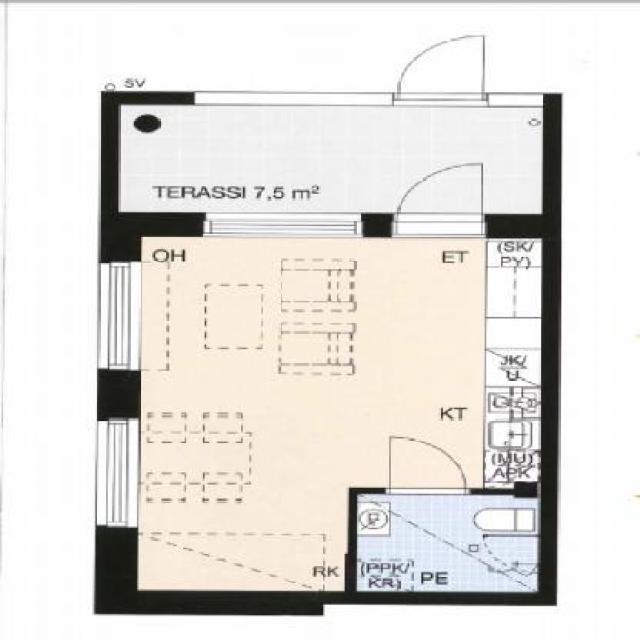 SV
TERASSI 7,5 m²
OH
ET
(SK/
PY)
JK/
U
KT
(MU)
APK
RK
(PPK/
KR)
PE